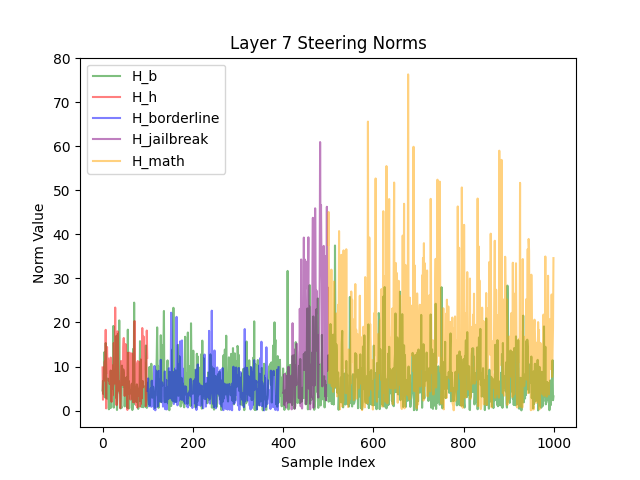 Layer 7 Steering Norms
80
70
60
50
40
30
20
10
0
Norm Value
H_b
H_h
H_borderline
H_jailbreak
H_math
0 200 400 600 800 1000
Sample Index